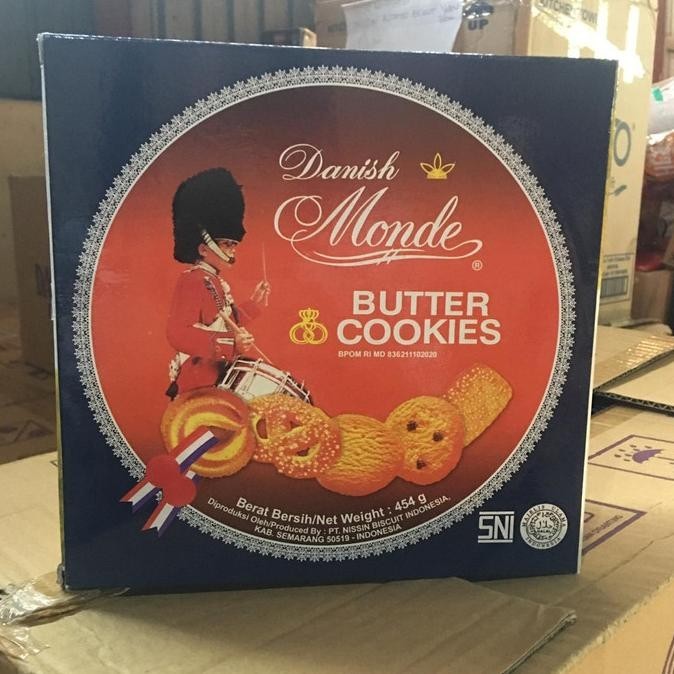 Danish
Monde
®
BUTTER
COOKIES
BPOM RI MD 836211102020
Berat Bersih/Net Weight : 454 g
Diproduksi Oleh/Produced By : PT. NISSIN BISCUIT INDONESIA,
KAB. SEMARANG 50519 - INDONESIA
SNI
UP